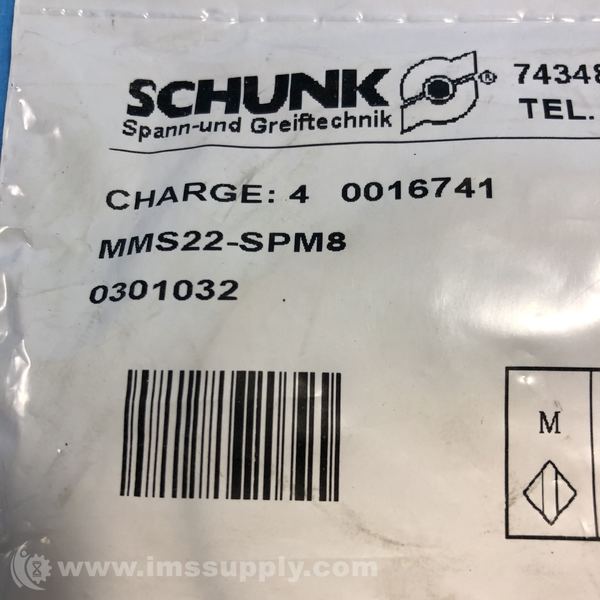 SCHUNK ® 74348
Spann-und Greiftechnik TEL.
CHARGE: 4 0016741
MMS22-SPM8
0301032
M
www.imssupply.com